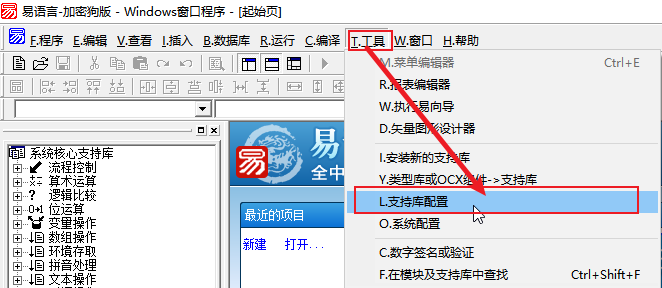 易语言-加密狗版 - Windows窗口程序 - [起始页]
F.程序 E.编辑 V.查看 I.插入 B.数据库 R.运行 C.编译 T.工具 W.窗口 H.帮助
M.菜单编辑器 Ctrl+E
R.报表编辑器
W.执行易向导
D.矢量图形设计器
I.安装新的支持库
Y.类型库或OCX组件->支持库
L.支持库配置
O.系统配置
C.数字签名或验证
F.在模块及支持库中查找 Ctrl+Shift+F
系统核心支持库
流程控制
算术运算
逻辑比较
位运算
变量操作
数组操作
环境存取
拼音处理
文本操作
易
易
全中
最近的项目
新建 打开...